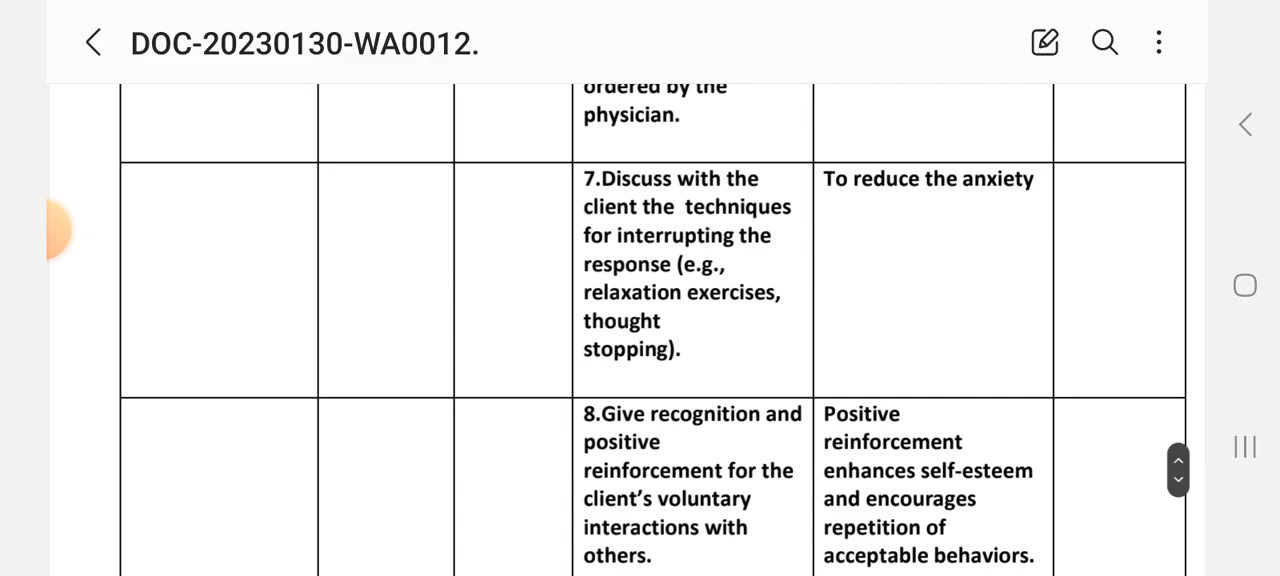 DOC-20230130-WA0012.
ordered by the
physician.
7.Discuss with the
client the techniques
for interrupting the
response (e.g.,
relaxation exercises,
thought
stopping).
To reduce the anxiety
8.Give recognition and
positive
reinforcement for the
client's voluntary
interactions with
others.
Positive
reinforcement
enhances self-esteem
and encourages
repetition of
acceptable behaviors.